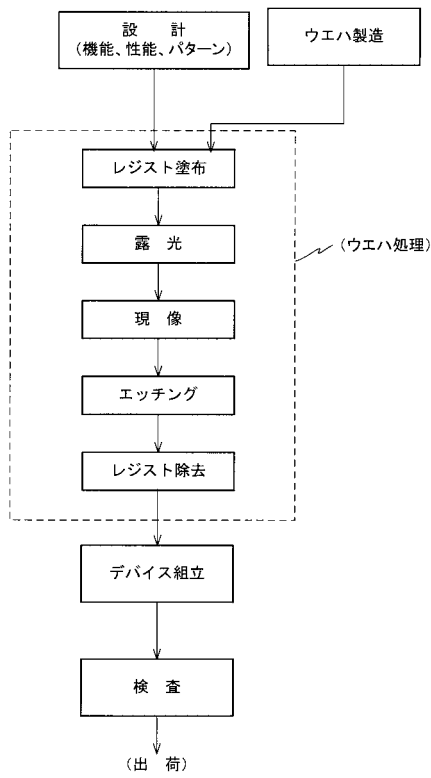 設　計
(機能、性能、パターン)
ウエハ製造
レジスト塗布
露　光
(ウエハ処理)
現　像
エッチング
レジスト除去
デバイス組立
検　査
(出　荷)